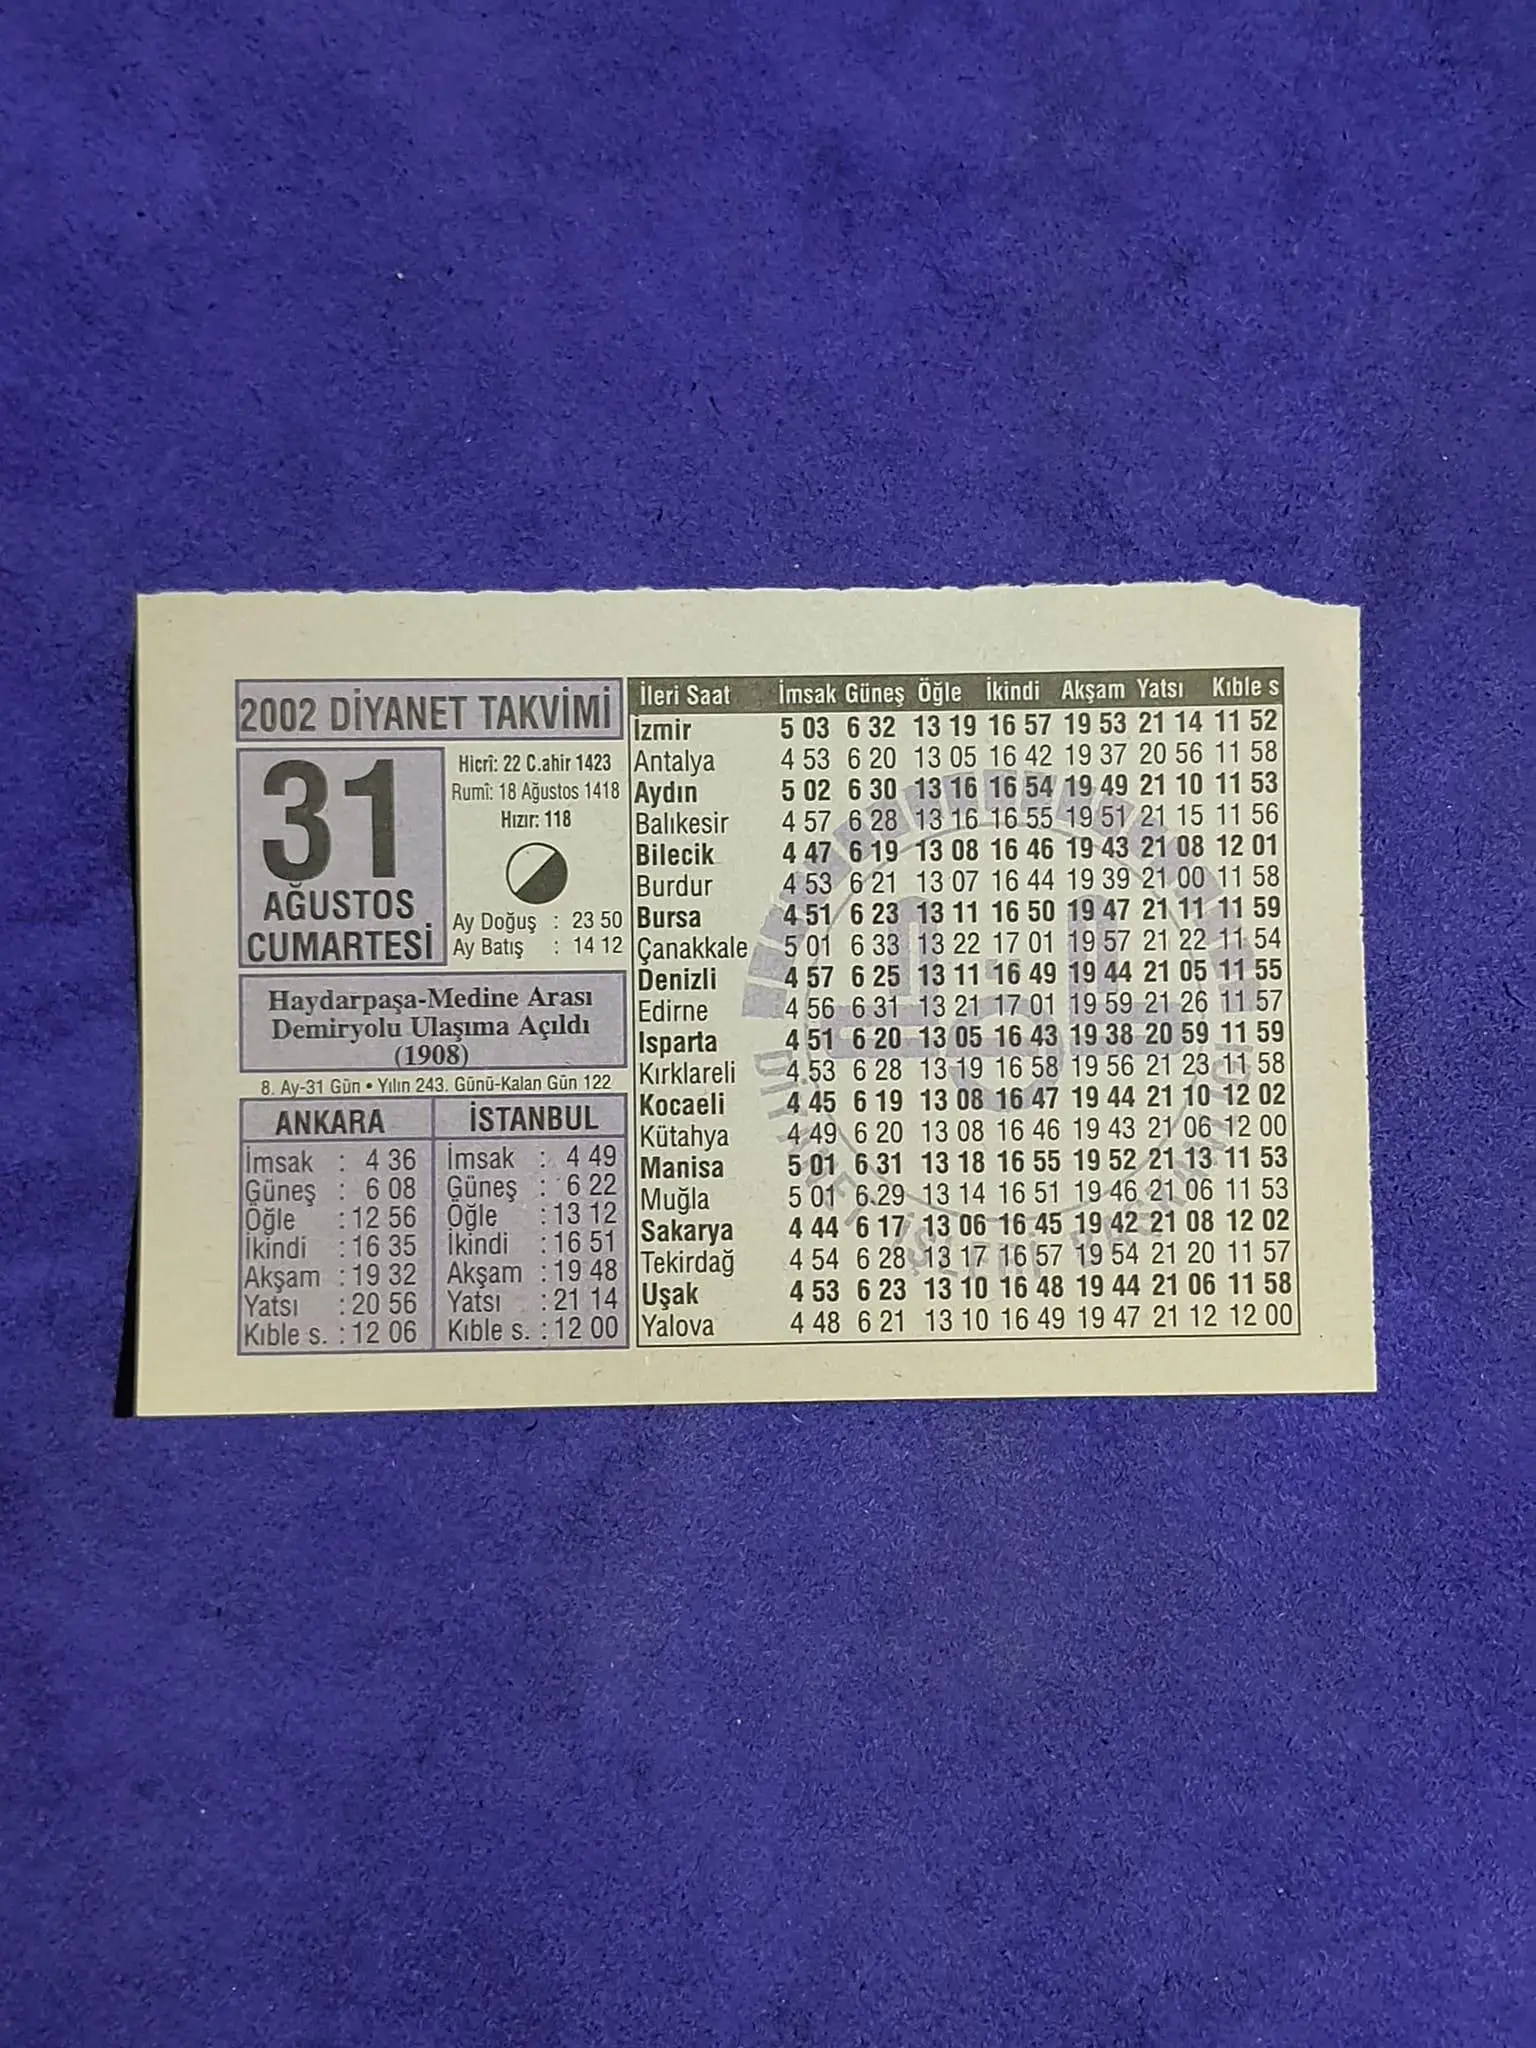 2002 DİYANET TAKVİMİ
31
AĞUSTOS
CUMARTESİ
Hicrî: 22 C.ahir 1423
Rumî: 18 Ağustos 1418
Hızır: 118
Ay Doğuş : 23 50
Ay Batış : 14 12
Haydarpaşa-Medine Arası
Demiryolu Ulaşıma Açıldı
(1908)
8. Ay-31 Gün • Yılın 243. Günü-Kalan Gün 122
ANKARA
İmsak : 4 36
Güneş : 6 08
Öğle : 12 56
İkindi : 16 35
Akşam : 19 32
Yatsı : 20 56
Kıble s. : 12 06
İSTANBUL
İmsak : 4 49
Güneş : 6 22
Öğle : 13 12
İkindi : 16 51
Akşam : 19 48
Yatsı : 21 14
Kıble s. : 12 00
İleri Saat İmsak Güneş Öğle İkindi Akşam Yatsı Kıble s
İzmir 5 03 6 32 13 19 16 57 19 53 21 14 11 52
Antalya 4 53 6 20 13 05 16 42 19 37 20 56 11 58
Aydın 5 02 6 30 13 16 16 54 19 49 21 10 11 53
Balıkesir 4 57 6 28 13 16 16 55 19 51 21 15 11 56
Bilecik 4 47 6 19 13 08 16 46 19 43 21 08 12 01
Burdur 4 53 6 21 13 07 16 44 19 39 21 00 11 58
Bursa 4 51 6 23 13 11 16 50 19 47 21 11 11 59
Çanakkale 5 01 6 33 13 22 17 01 19 57 21 22 11 54
Denizli 4 57 6 25 13 11 16 49 19 44 21 05 11 55
Edirne 4 56 6 31 13 21 17 01 19 59 21 26 11 57
Isparta 4 51 6 20 13 05 16 43 19 38 20 59 11 59
Kırklareli 4 53 6 28 13 19 16 58 19 56 21 23 11 58
Kocaeli 4 45 6 19 13 08 16 47 19 44 21 10 12 02
Kütahya 4 49 6 20 13 08 16 46 19 43 21 06 12 00
Manisa 5 01 6 31 13 18 16 55 19 52 21 13 11 53
Muğla 5 01 6 29 13 14 16 51 19 46 21 06 11 53
Sakarya 4 44 6 17 13 06 16 45 19 42 21 08 12 02
Tekirdağ 4 54 6 28 13 17 16 57 19 54 21 20 11 57
Uşak 4 53 6 23 13 10 16 48 19 44 21 06 11 58
Yalova 4 48 6 21 13 10 16 49 19 47 21 12 12 00
DİYANET İŞLERİ BAŞKANLIĞI